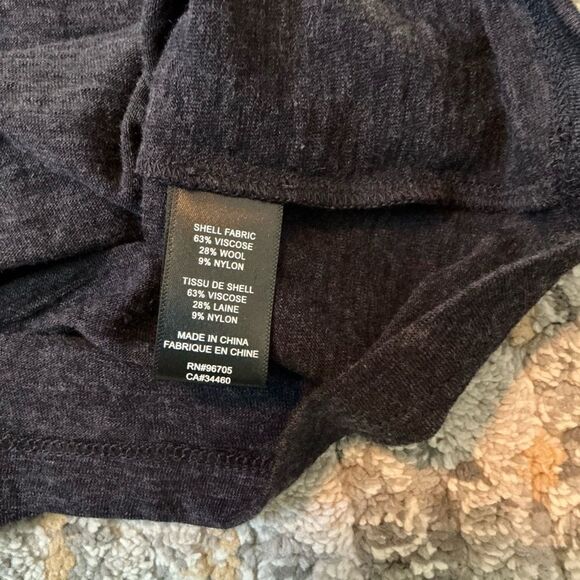 SHELL FABRIC
63% VISCOSE
28% WOOL
9% NYLON
TISSU DE SHELL
63% VISCOSE
28% LAINE
9% NYLON
MADE IN CHINA
FABRIQUE EN CHINE
RN#96705
CA#34460